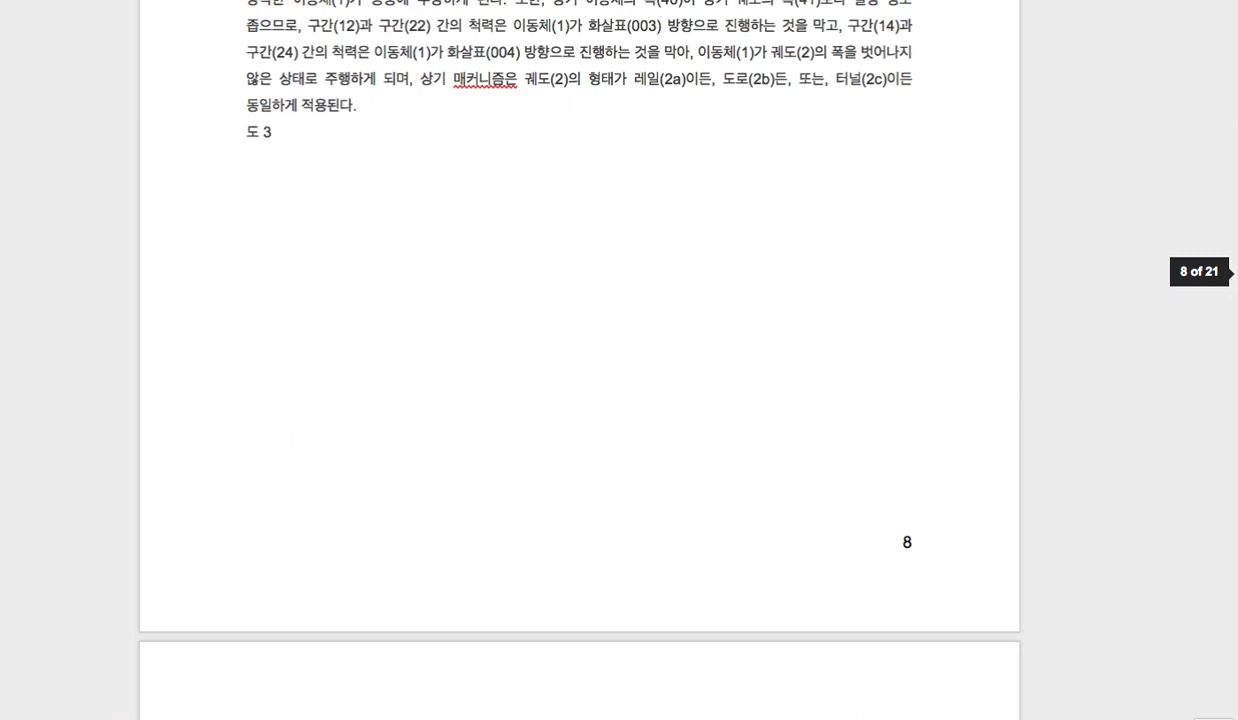 좁으므로, 구간(12)과 구간(22) 간의 척력은 이동체(1)가 화살표(003) 방향으로 진행하는 것을 막고, 구간(14)과
구간(24) 간의 척력은 이동체(1)가 화살표(004) 방향으로 진행하는 것을 막아, 이동체(1)가 궤도(2)의 폭을 벗어나지
않은 상태로 주행하게 되며, 상기 매커니즘은 궤도(2)의 형태가 레일(2a)이든, 도로(2b)든, 또는, 터널(2c)이든
동일하게 적용된다.
도 3
8 of 21
8